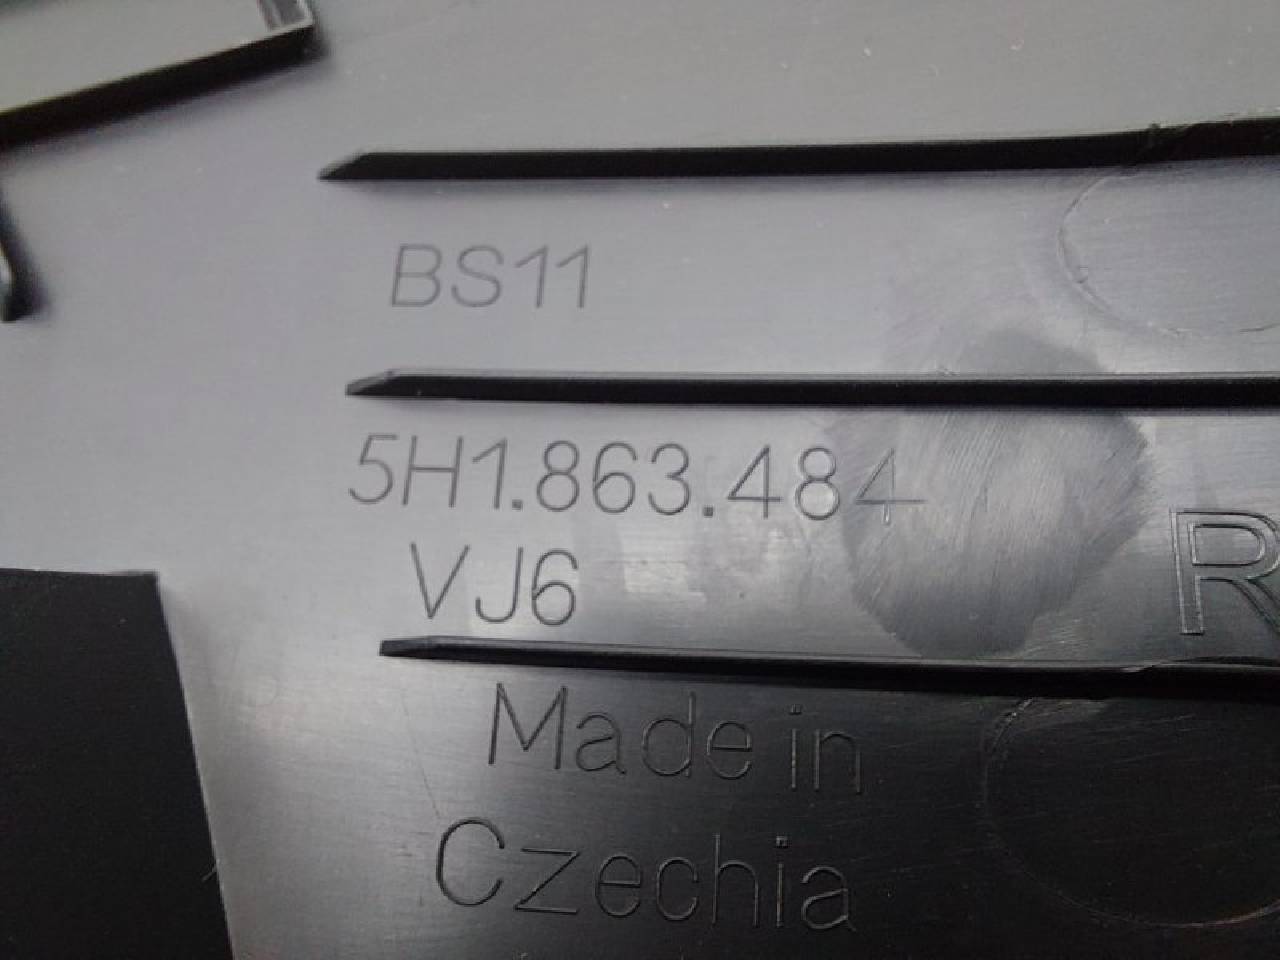 BS11
5H1.863.484
VJ6
R
Made in
Czechia